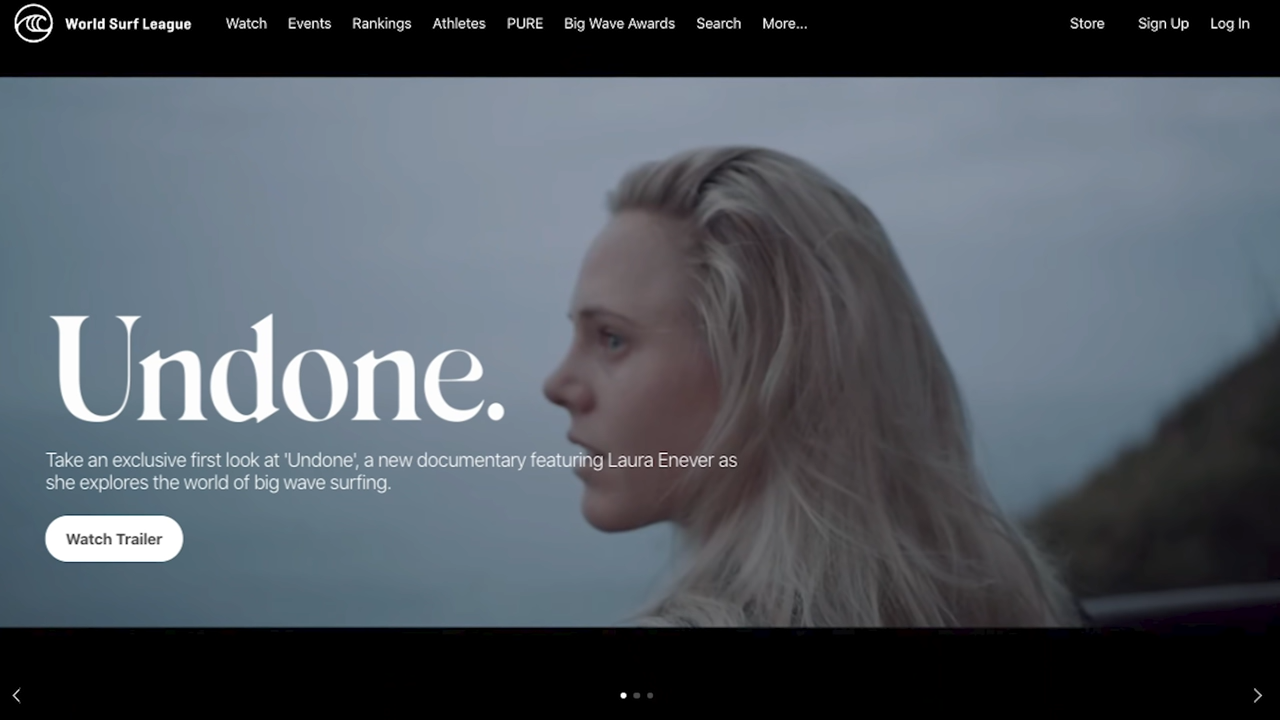 World Surf League Watch Events Rankings Athletes PURE Big Wave Awards Search More... Store Sign Up Log In
Undone.
Take an exclusive first look at 'Undone', a new documentary featuring Laura Enever as
she explores the world of big wave surfing.
Watch Trailer